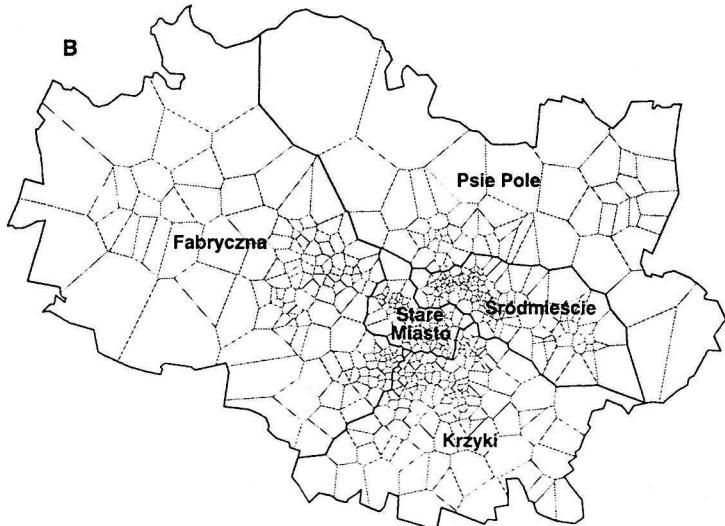 B
Psie Pole
Fabryczna
Śródmieście
Stare
Miasto
Krzyki